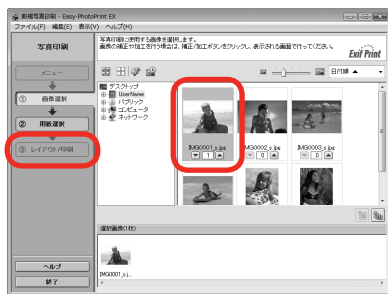 新規写真印刷 - Easy-PhotoPrint EX
ファイル(F) 編集(E) 表示(V) ヘルプ(H)
写真印刷
写真印刷に使用する画像を選択します。
画像の補正や加工を行う場合は、補正/加工ボタンをクリックし、表示される画面で行ってください。
Exif Print
メニュー
① 画像選択
② 用紙選択
③ レイアウト/印刷
日付順 ▲
デスクトップ
UserName
パブリック
コンピュータ
ネットワーク
IMG0001_s.jpg
IMG0002_s.jpg
IMG0003_s.jpg
1
0
0
選択画像(1枚)
IMG0001_s.j...
ヘルプ
終了